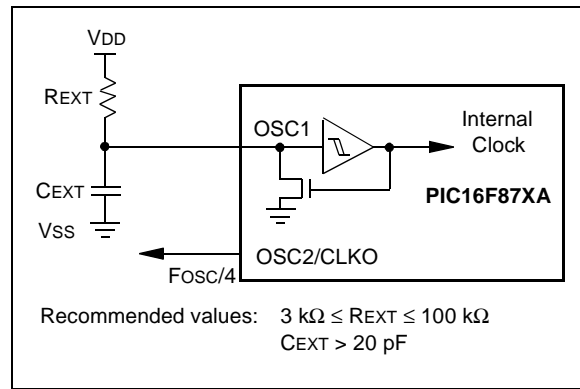 VDD
REXT
OSC1
Internal
Clock
CEXT
PIC16F87XA
VSS
OSC2/CLKO
FOSC/4
Recommended values: 3 kΩ ≤ REXT ≤ 100 kΩ
CEXT > 20 pF